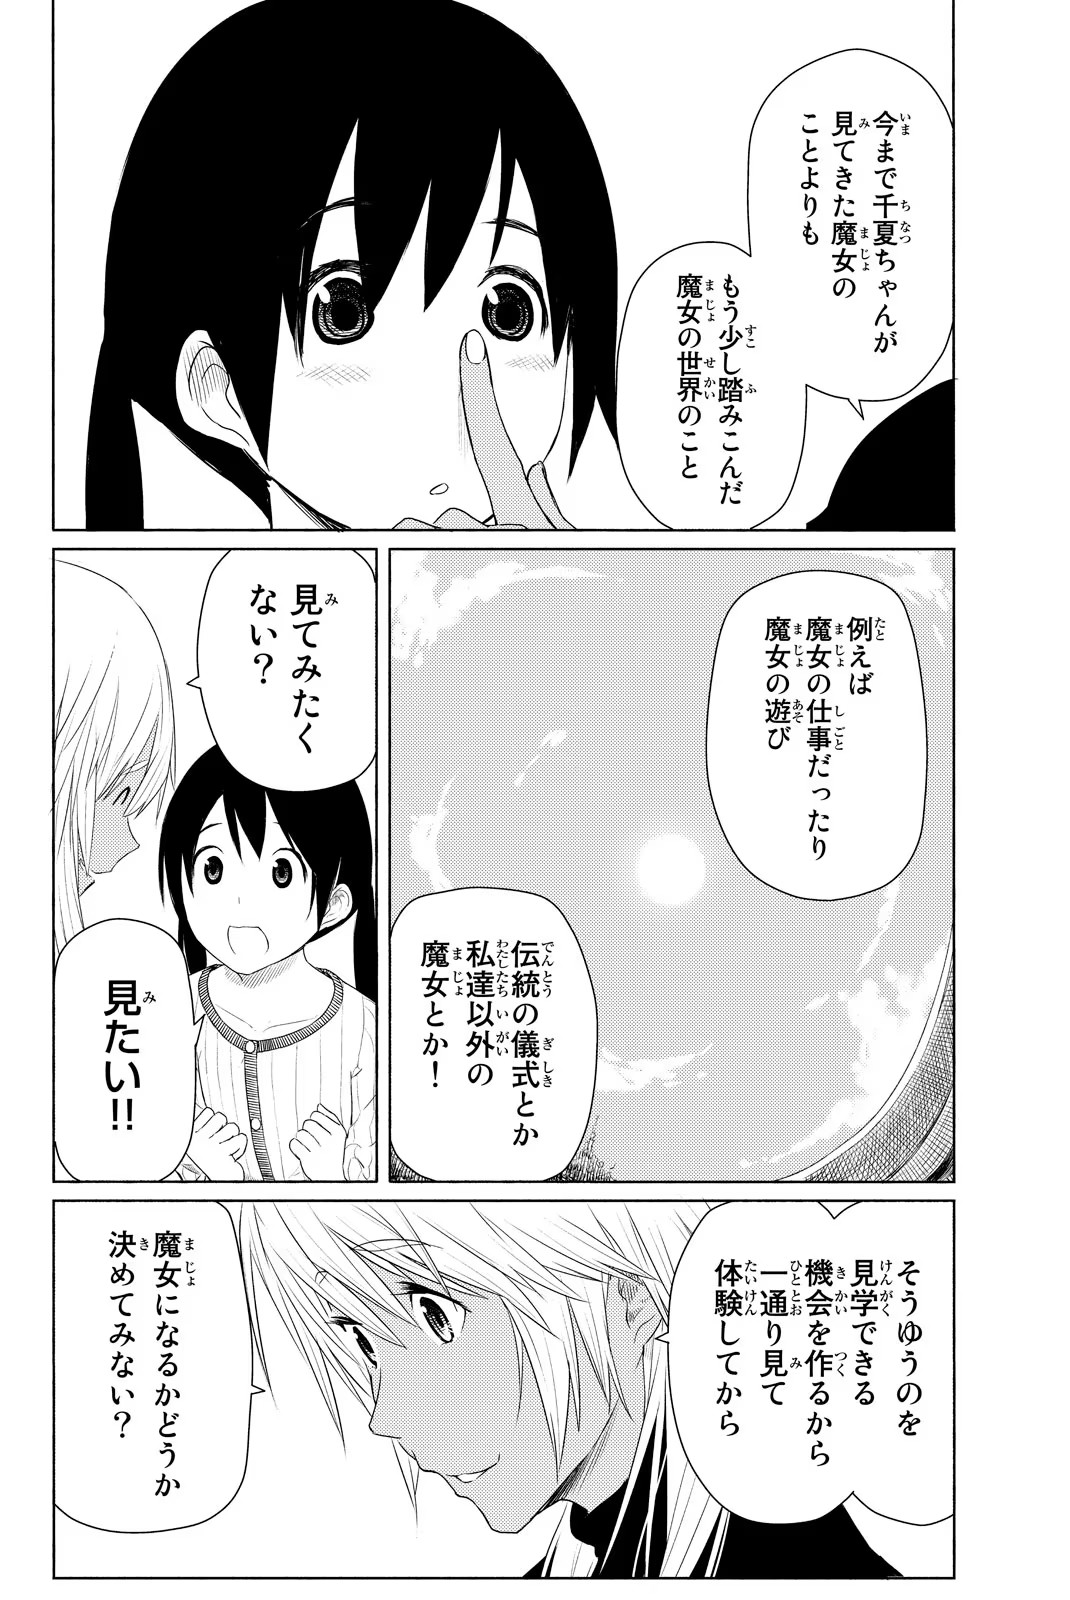 今まで千夏ちゃんが
見てきた魔女の
ことよりも
もう少し踏みこんだ
魔女の世界のこと
例えば
魔女の仕事だったり
魔女の遊び
伝統の儀式とか
私達以外の
魔女とか！
見てみたく
ない？
見たい!!
そうゆうのを
見学できる
機会を作るから
一通り見て
体験してから
魔女になるかどうか
決めてみない？